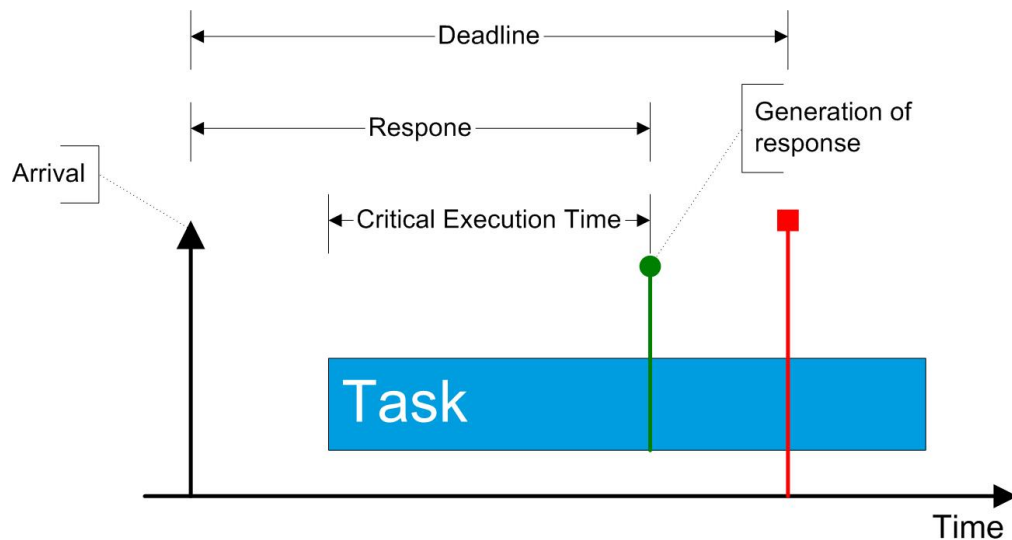 Deadline
Respone
Generation of
response
Arrival
Critical Execution Time
Task
Time